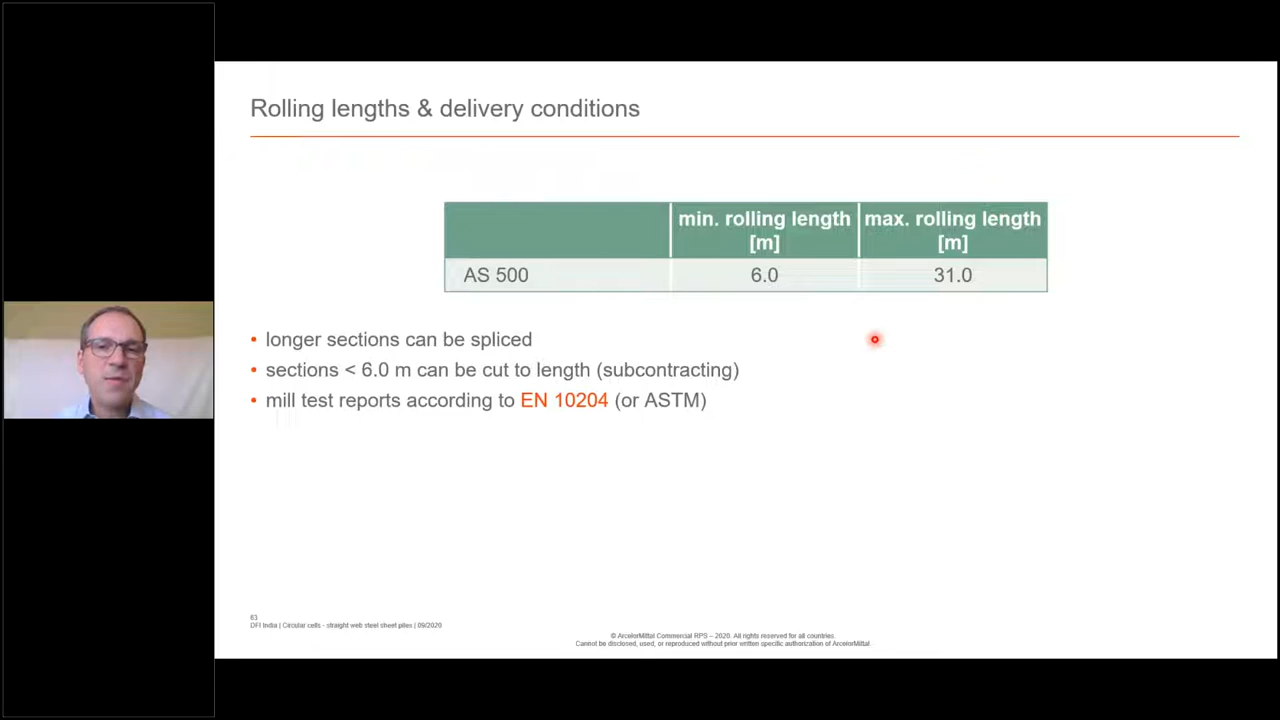 Rolling lengths & delivery conditions
min. rolling length [m]
max. rolling length [m]
AS 500
6.0
31.0
• longer sections can be spliced
• sections < 6.0 m can be cut to length (subcontracting)
• mill test reports according to EN 10204 (or ASTM)
63
DFI India | Circular cells - straight web steel sheet piles | 09/2020
© ArcelorMittal Commercial RPS – 2020. All rights reserved for all countries.
Cannot be disclosed, used, or reproduced without prior written specific authorization of ArcelorMittal